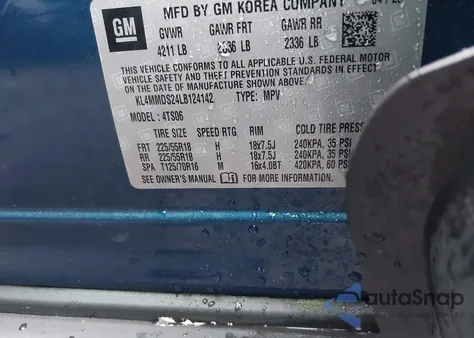 GM
MFD BY GM KOREA COMPANY
GVWR GAWR FRT GAWR RR
4211 LB 2336 LB 2336 LB
THIS VEHICLE CONFORMS TO ALL APPLICABLE U.S. FEDERAL MOTOR
VEHICLE SAFETY AND THEFT PREVENTION STANDARDS IN EFFECT
ON THE DATE OF MANUFACTURE SHOWN ABOVE.
KL4MMDS24LB124142 TYPE: MPV
MODEL: 4TS06
TIRE SIZE SPEED RTG RIM COLD TIRE PRES
FRT 225/55R18 H 18x7.5J 240KPA, 35 PSI
RR 225/55R18 H 18x7.5J 240KPA, 35 PSI
SPA T125/70R16 M 16x4.0BT 420KPA, 60 PSI
SEE OWNER'S MANUAL FOR MORE INFORMATION.
autoSnap